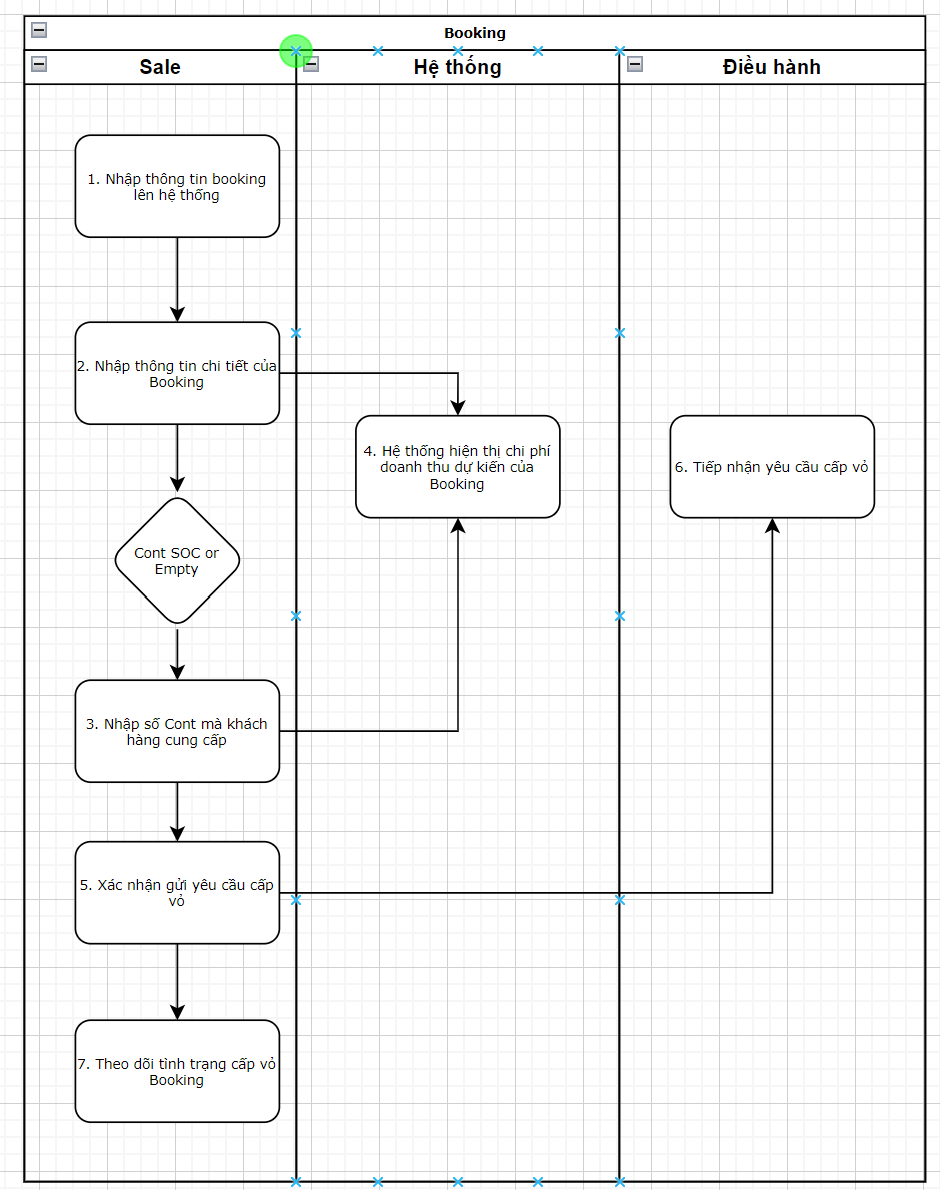 Booking
Sale
Hệ thống
Điều hành
1. Nhập thông tin booking
lên hệ thống
2. Nhập thông tin chi tiết của
Booking
4. Hệ thống hiện thị chi phí
doanh thu dự kiến của
Booking
6. Tiếp nhận yêu cầu cấp vỏ
Cont SOC or
Empty
3. Nhập số Cont mà khách
hàng cung cấp
5. Xác nhận gửi yêu cầu cấp
vỏ
7. Theo dõi tình trạng cấp vỏ
Booking